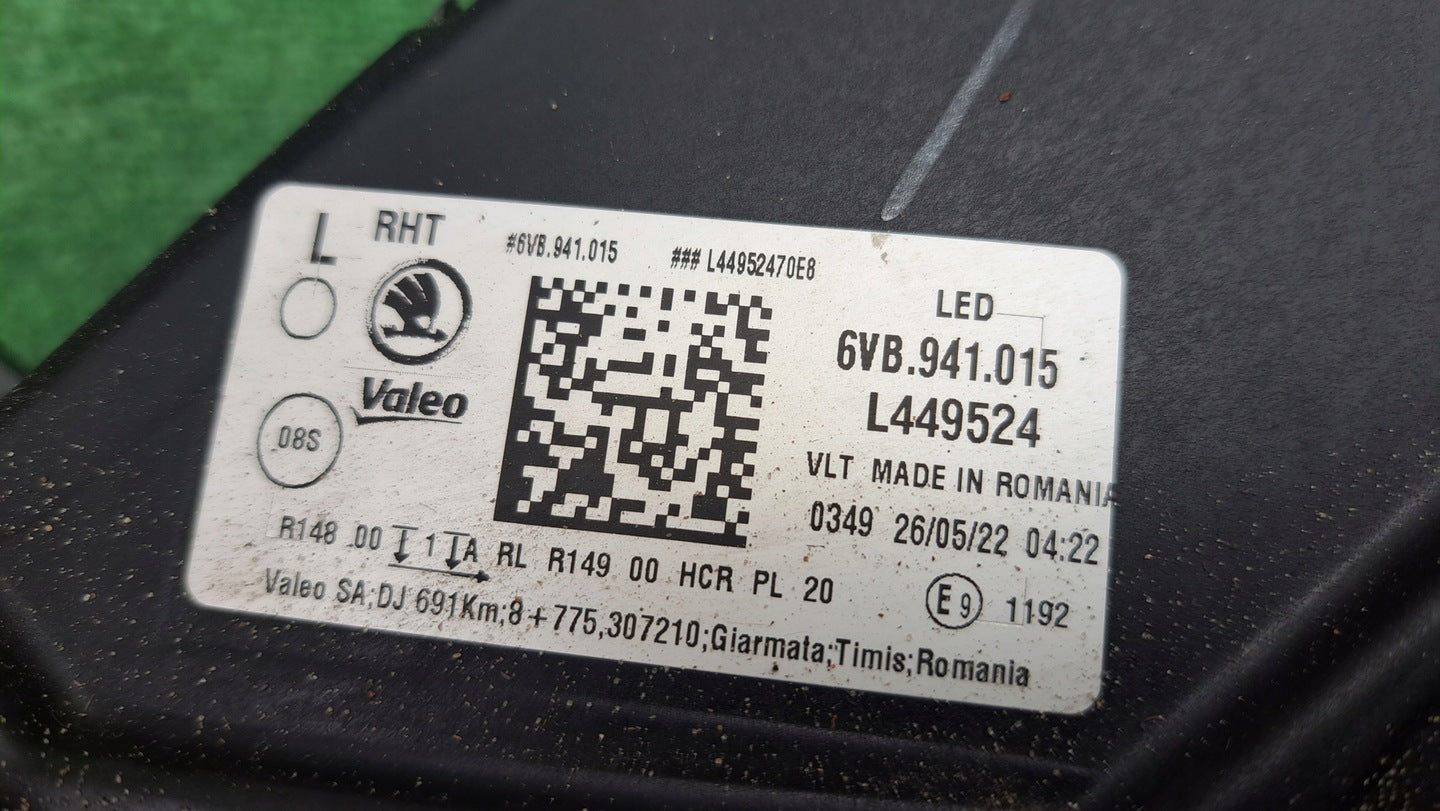 L RHT
#6VB.941.015 ### L44952470E8
Valeo
08S
LED
6VB.941.015
L449524
VLT MADE IN ROMANIA
0349 26/05/22 04:22
R148 00 1 A RL R149 00 HCR PL 20
E9 1192
Valeo SA;DJ 691Km;8+775,307210;Giarmata;Timis;Romania